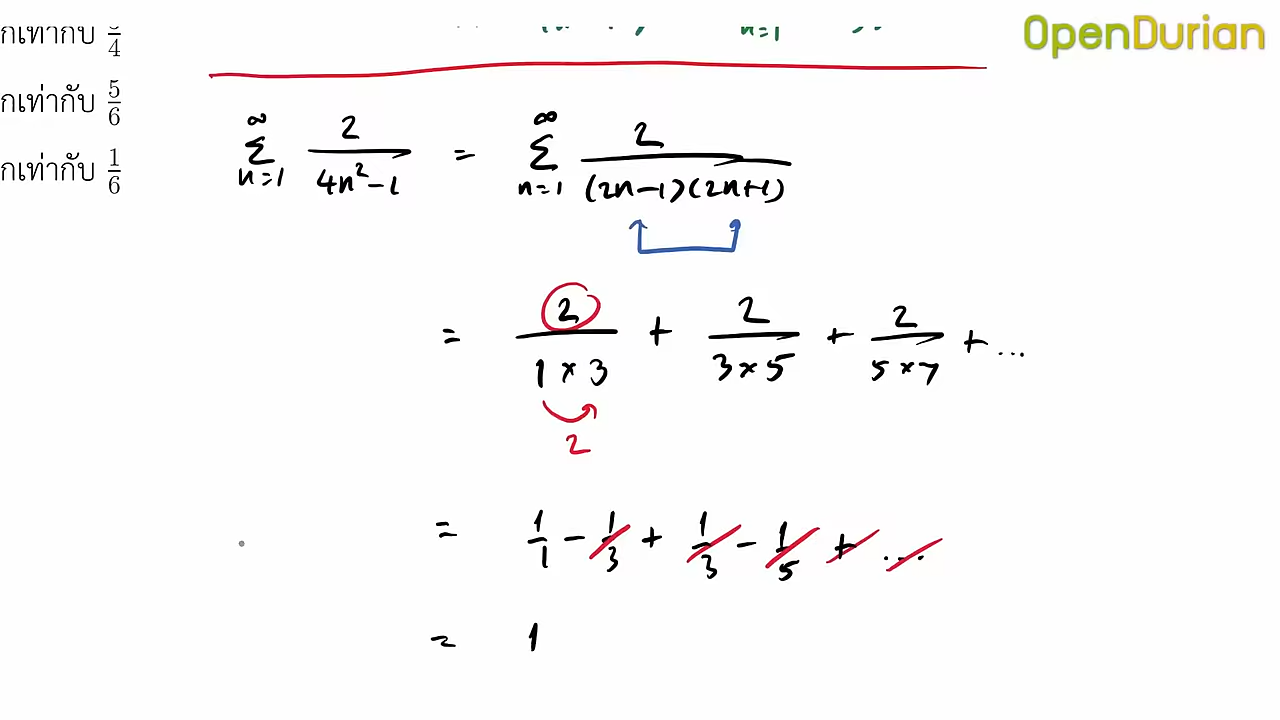 OpenDurian
กเท่ากับ 5/6
กเท่ากับ 1/6
∞ Σ n=1 2/(4n²-1) = ∞ Σ n=1 2/((2n-1)(2n+1))
= 2/(1×3) + 2/(3×5) + 2/(5×7) + ...
2
= 1/1 - 1/3 + 1/3 - 1/5 + ...
= 1